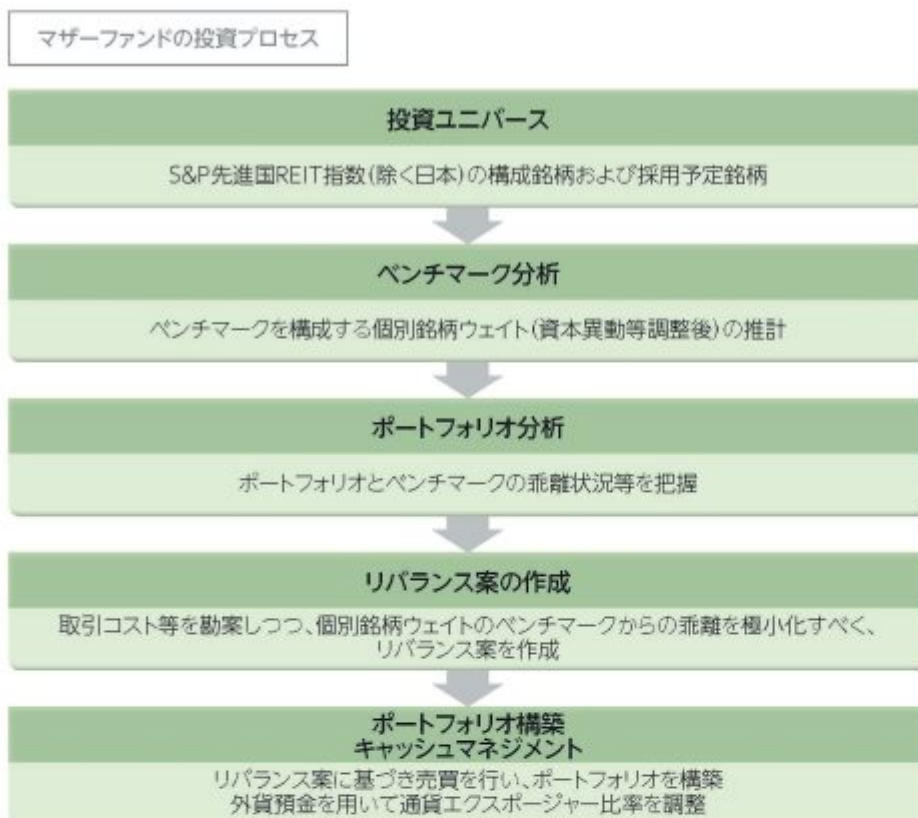 マザーファンドの投資プロセス
投資ユニバース
S&P先進国REIT指数(除く日本)の構成銘柄および採用予定銘柄
ベンチマーク分析
ベンチマークを構成する個別銘柄ウェイト(資本異動等調整後)の推計
ポートフォリオ分析
ポートフォリオとベンチマークの乖離状況等を把握
リバランス案の作成
取引コスト等を勘案しつつ、個別銘柄ウェイトのベンチマークからの乖離を極小化すべく、
リバランス案を作成
ポートフォリオ構築
キャッシュマネジメント
リバランス案に基づき売買を行い、ポートフォリオを構築
外貨預金を用いて通貨エクスポージャー比率を調整